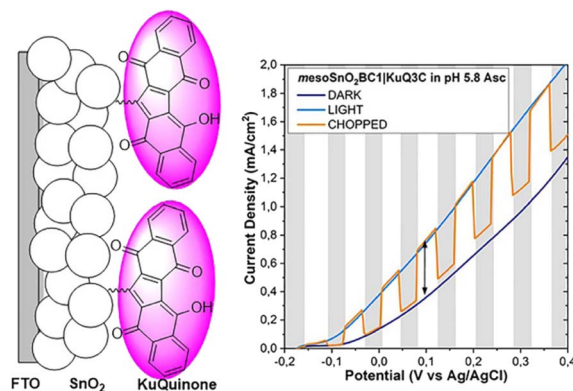 O
O
OH
O
O
O
OH
O
FTO SnO₂ KuQuinone
mesoSnO₂BC1|KuQ3C in pH 5.8 Asc
DARK
LIGHT
CHOPPED
Current Density (mA/cm²)
2,0
1,8
1,6
1,4
1,2
1,0
0,8
0,6
0,4
0,2
0,0
-0,2 -0,1 0,0 0,1 0,2 0,3 0,4
Potential (V vs Ag/AgCl)